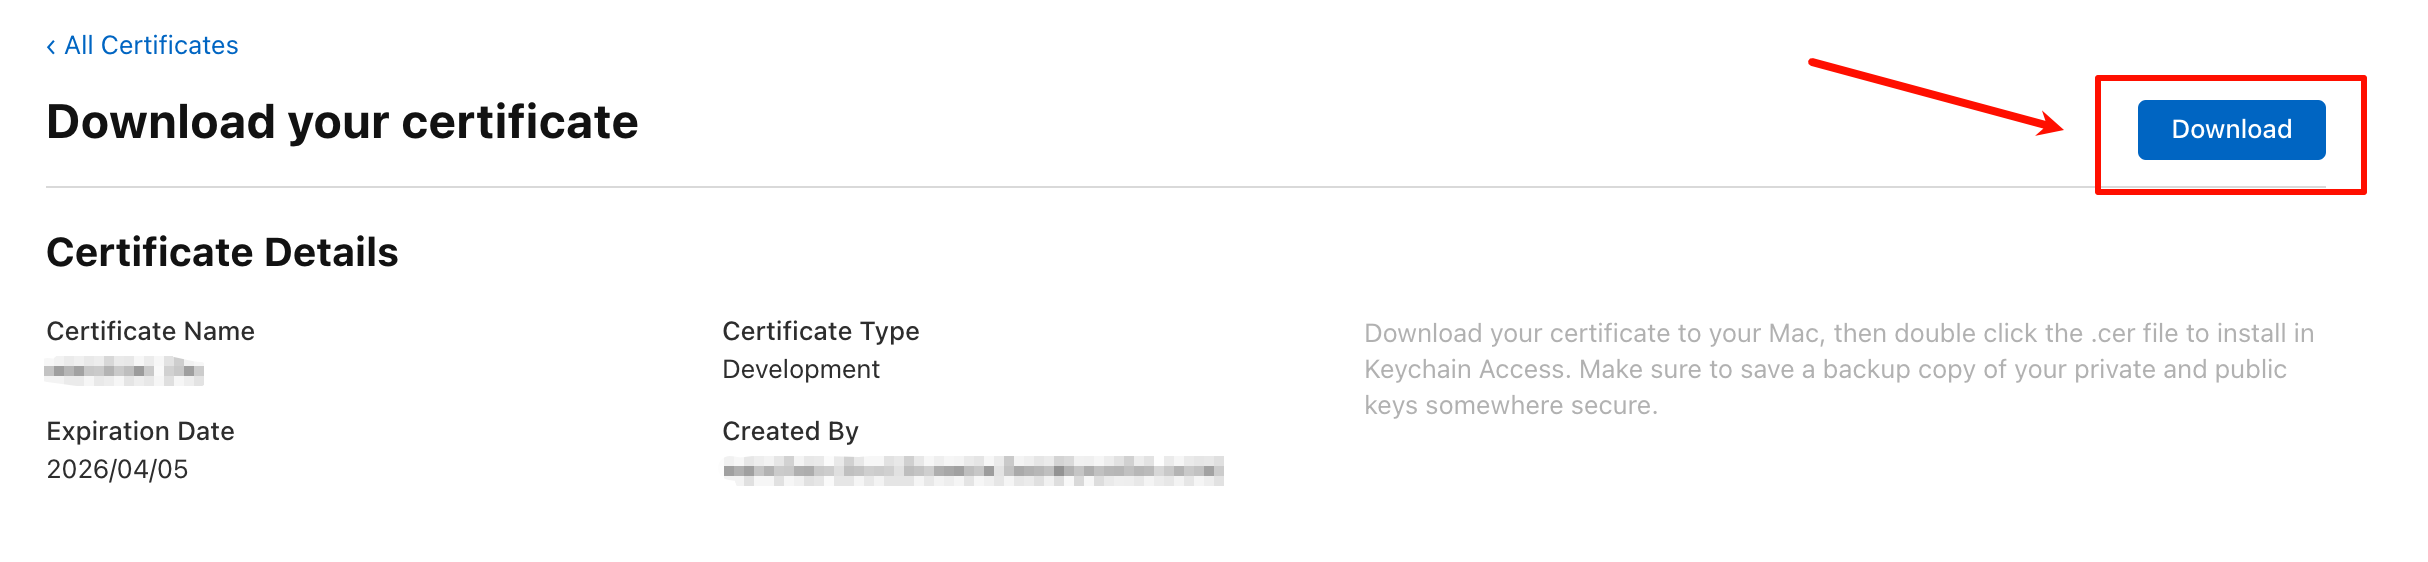 All Certificates
Download your certificate
Download
Certificate Details
Certificate Name
Certificate Type
Development
Download your certificate to your Mac, then double click the .cer file to install in
Keychain Access. Make sure to save a backup copy of your private and public
keys somewhere secure.
Expiration Date
2026/04/05
Created By